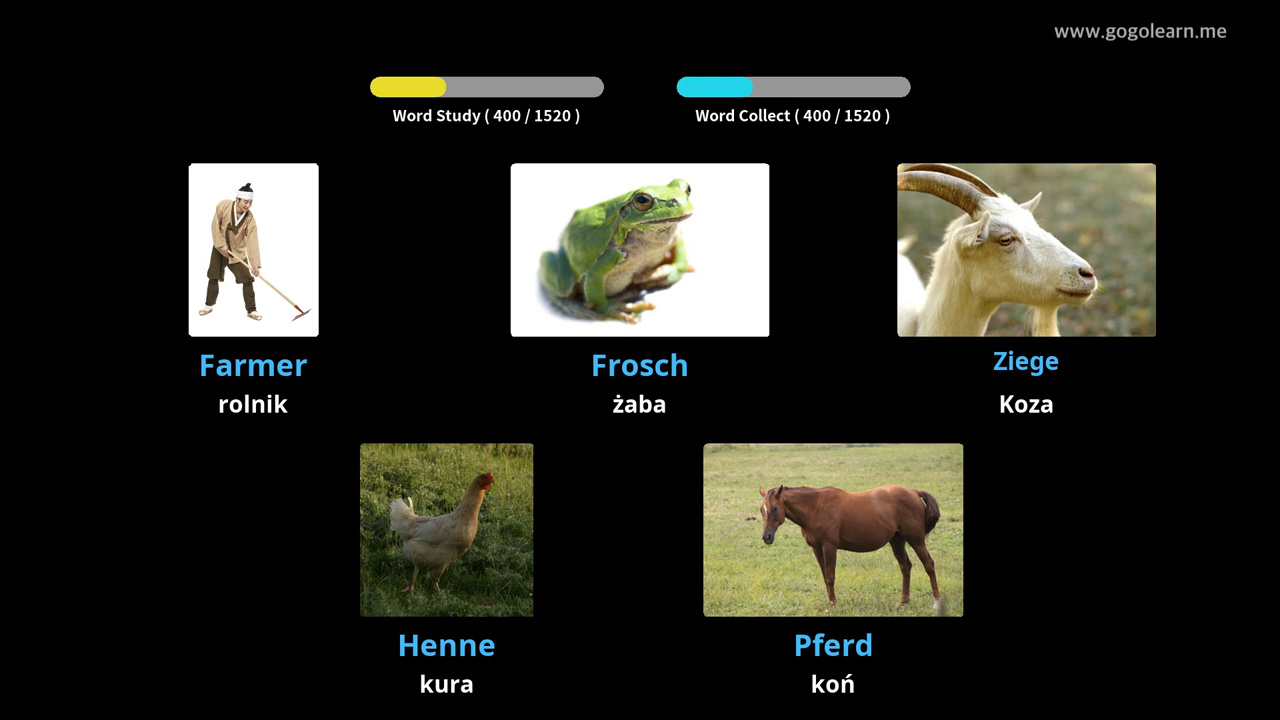 www.gogolearn.me
Word Study ( 400 / 1520 )
Word Collect ( 400 / 1520 )
Farmer
rolnik
Frosch
żaba
Ziege
Koza
Henne
kura
Pferd
koń